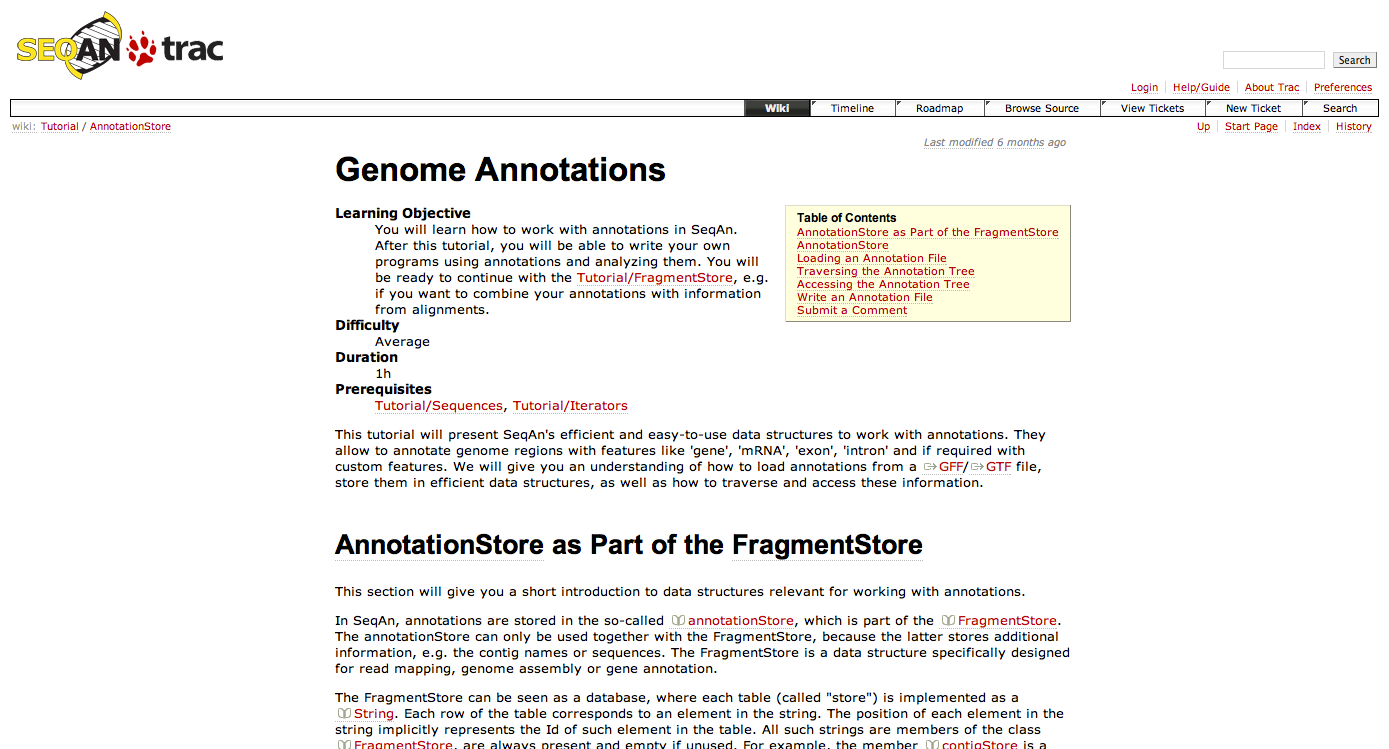 SEQAN trac
Search
Login Help/Guide About Trac Preferences
Wiki Timeline Roadmap Browse Source View Tickets New Ticket Search
wiki: Tutorial / AnnotationStore
Up Start Page Index History
Last modified 6 months ago
Genome Annotations
Learning Objective
You will learn how to work with annotations in SeqAn.
After this tutorial, you will be able to write your own
programs using annotations and analyzing them. You will
be ready to continue with the Tutorial/FragmentStore, e.g.
if you want to combine your annotations with information
from alignments.
Difficulty
Average
Duration
1h
Prerequisites
Tutorial/Sequences, Tutorial/Iterators
Table of Contents
AnnotationStore as Part of the FragmentStore
AnnotationStore
Loading an Annotation File
Traversing the Annotation Tree
Accessing the Annotation Tree
Write an Annotation File
Submit a Comment
This tutorial will present SeqAn's efficient and easy-to-use data structures to work with annotations. They
allow to annotate genome regions with features like 'gene', 'mRNA', 'exon', 'intron' and if required with
custom features. We will give you an understanding of how to load annotations from a GFF/GTF file,
store them in efficient data structures, as well as how to traverse and access these information.
AnnotationStore as Part of the FragmentStore
This section will give you a short introduction to data structures relevant for working with annotations.
In SeqAn, annotations are stored in the so-called annotationStore, which is part of the FragmentStore.
The annotationStore can only be used together with the FragmentStore, because the latter stores additional
information, e.g. the contig names or sequences. The FragmentStore is a data structure specifically designed
for read mapping, genome assembly or gene annotation.
The FragmentStore can be seen as a database, where each table (called "store") is implemented as a
String. Each row of the table corresponds to an element in the string. The position of each element in the
string implicitly represents the Id of such element in the table. All such strings are members of the class
FragmentStore, are always present and empty if unused. For example, the member contigStore is a